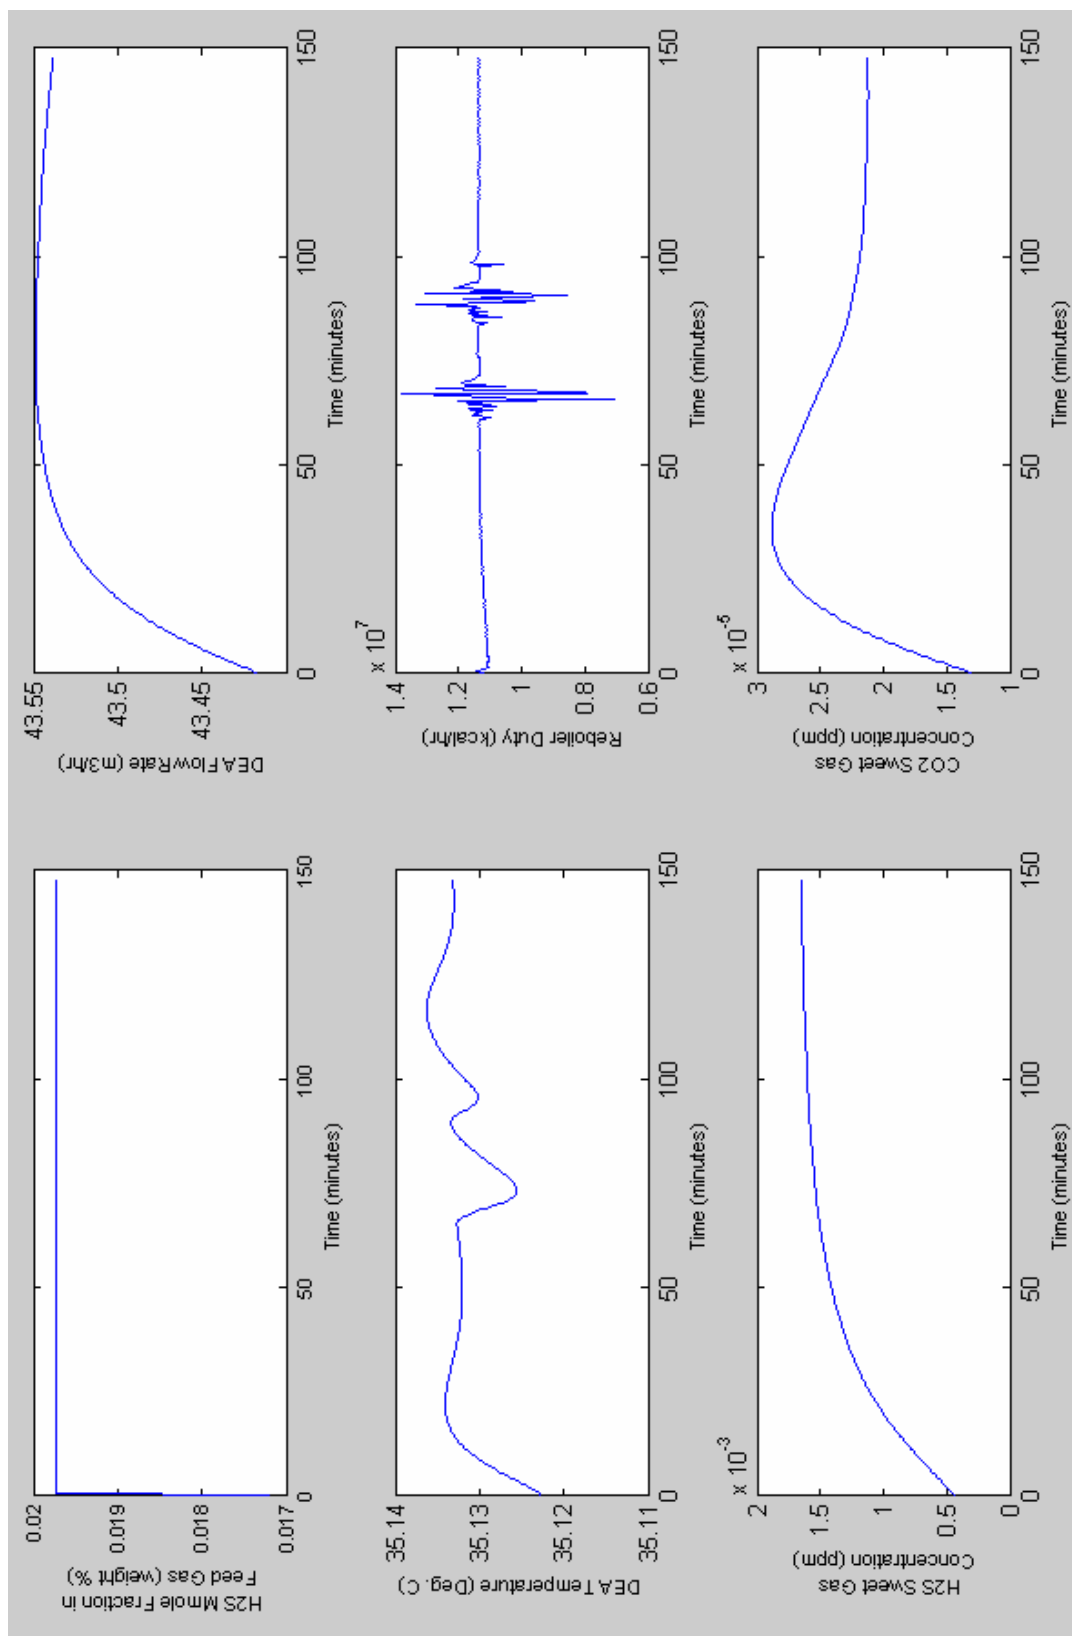 H2S Mmole Fraction in
Feed Gas (weight %)
0.02
0.019
0.018
0.017
0
50
100
150
Time (minutes)
DEA FlowRate (m3/hr)
43.55
43.5
43.45
0
50
100
150
Time (minutes)
DEA Temperature (Deg. C)
35.14
35.13
35.12
35.11
0
50
100
150
Time (minutes)
Reboiler Duty (kcal/hr)
x 10^7
1.4
1.2
1
0.8
0.6
0
50
100
150
Time (minutes)
H2S Sweet Gas
Concentration (ppm)
x 10^-3
2
1.5
1
0.5
0
0
50
100
150
Time (minutes)
CO2 Sweet Gas
Concentration (ppm)
x 10^-5
3
2.5
2
1.5
1
0
50
100
150
Time (minutes)